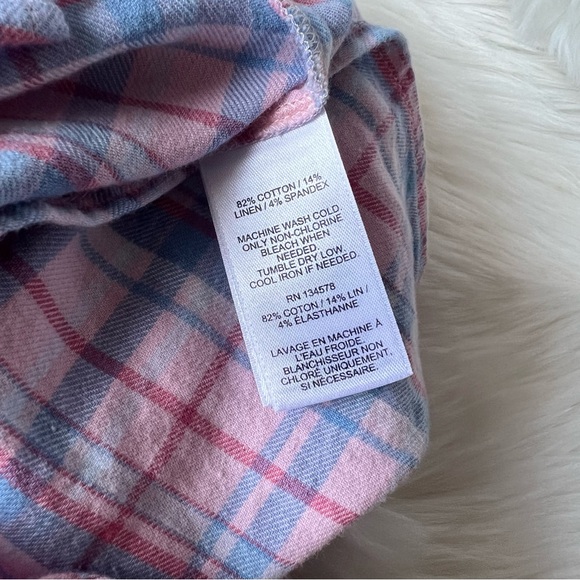 82% COTTON / 14%
LINEN / 4% SPANDEX
MACHINE WASH COLD
ONLY NON-CHLORINE
BLEACH WHEN
NEEDED.
TUMBLE DRY LOW.
COOL IRON IF NEEDED.
RN 134578
82% COTON / 14% LIN /
4% ÉLASTHANNE
LAVAGE EN MACHINE À
L'EAU FROIDE.
BLANCHISSEUR NON
CHLORÉ UNIQUEMENT,
SI NÉCESSAIRE.